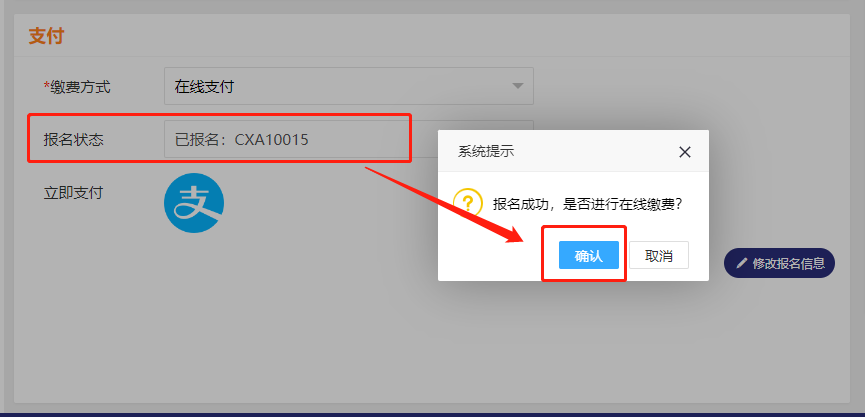 支付
*缴费方式
在线支付
报名状态
已报名：CXA10015
立即支付
支
系统提示
报名成功，是否进行在线缴费？
确认
取消
修改报名信息